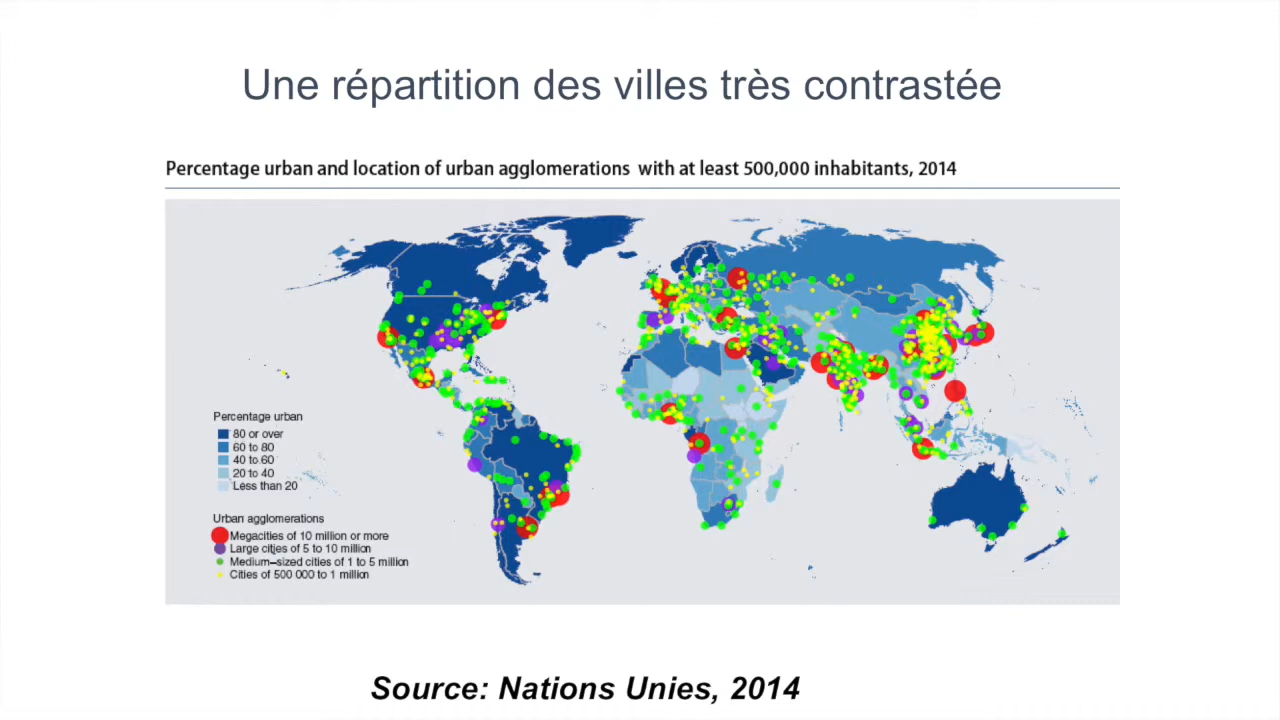 Une répartition des villes très contrastée
Percentage urban and location of urban agglomerations with at least 500,000 inhabitants, 2014
Percentage urban
80 or over
60 to 80
40 to 60
20 to 40
Less than 20
Urban agglomerations
Megacities of 10 million or more
Large cities of 5 to 10 million
Medium–sized cities of 1 to 5 million
Cities of 500 000 to 1 million
Source: Nations Unies, 2014